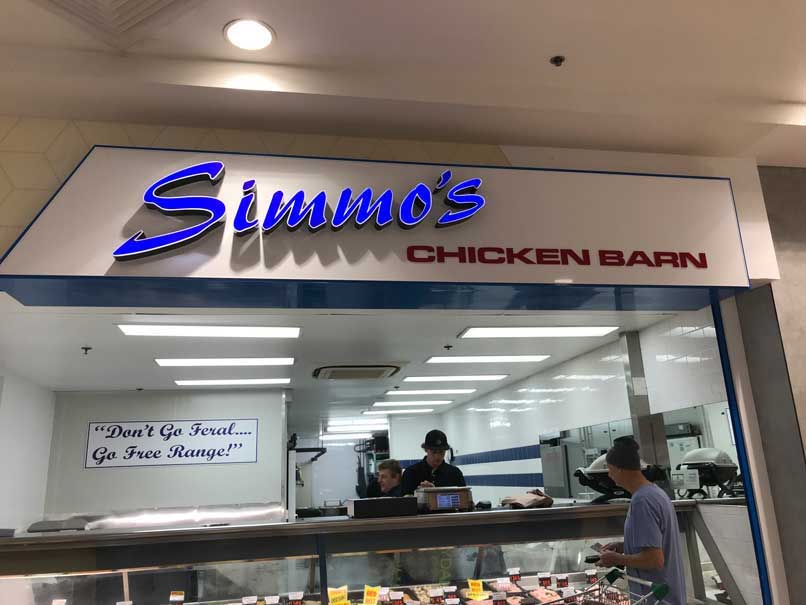 Simmo's
CHICKEN BARN
"Don't Go Feral....
Go Free Range!"